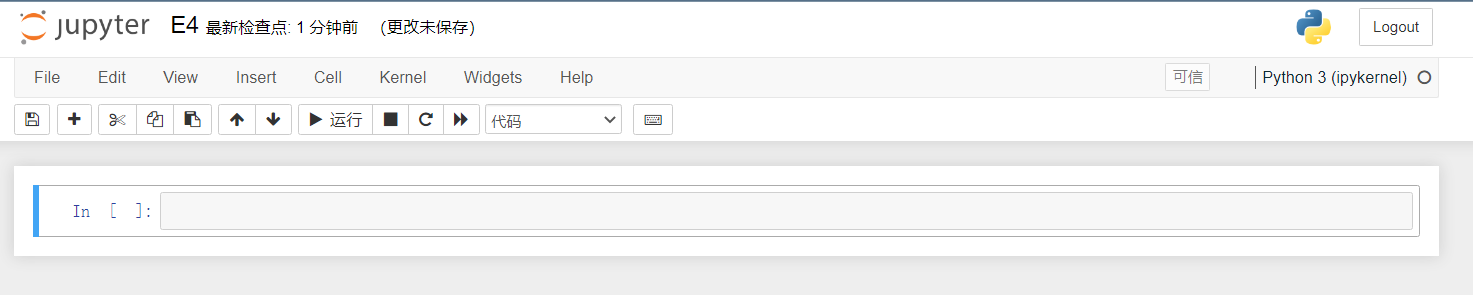 jupyter E4 最新检查点: 1 分钟前 (更改未保存) Logout
File Edit View Insert Cell Kernel Widgets Help 可信 Python 3 (ipykernel)
运行 代码
In [ ]: